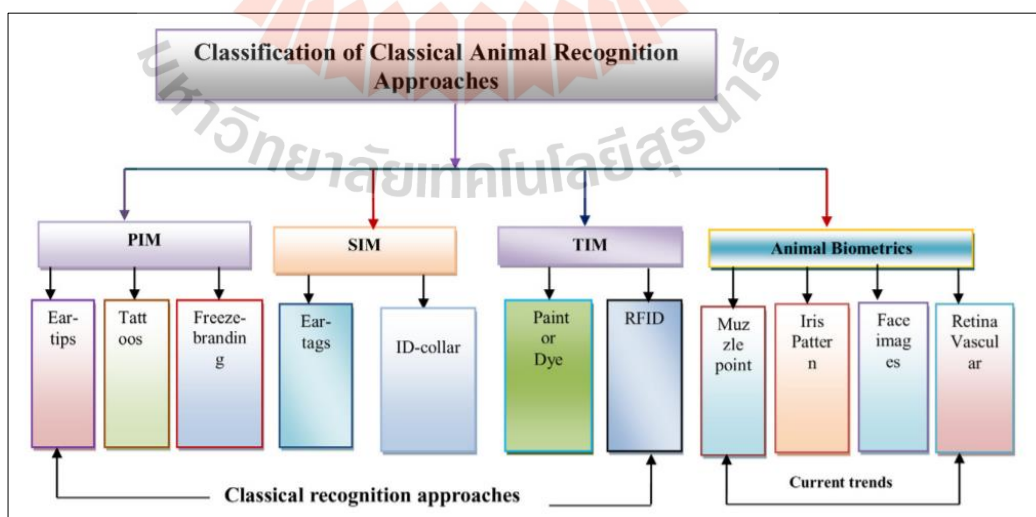 Classification of Classical Animal Recognition
Approaches
มหาวิทยาลัยเทคโนโลยีสุรนารี
PIM
SIM
TIM
Animal Biometrics
Ear-
tips
Tatt
oos
Freeze-
brandin
g
Ear-
tags
ID-collar
Paint
or
Dye
RFID
Muz
zle
point
Iris
Patter
n
Face
imag
es
Retina
Vascul
ar
Classical recognition approaches
Current trends